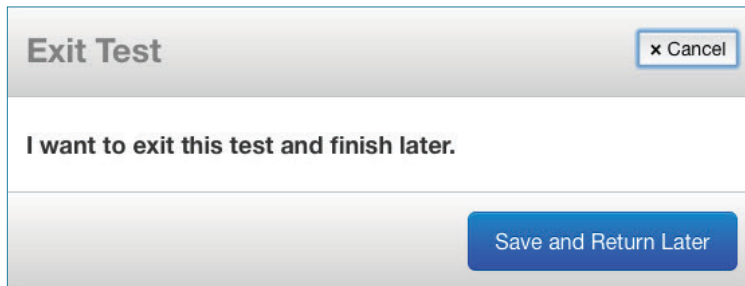 Exit Test
× Cancel
I want to exit this test and finish later.
Save and Return Later